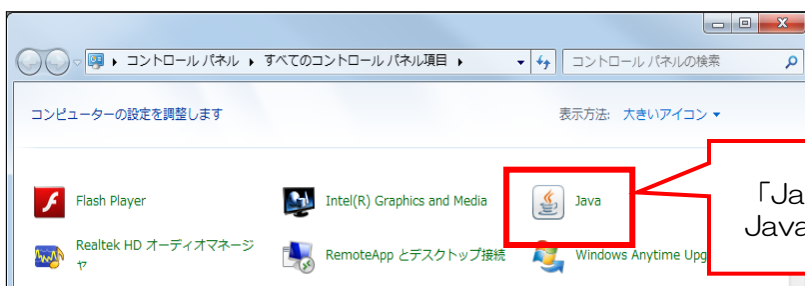 コントロール パネル すべてのコントロール パネル項目
コントロール パネルの検索
コンピューターの設定を調整します
表示方法: 大きいアイコン
Flash Player
Intel(R) Graphics and Media
Java
「Ja
Java
Realtek HD オーディオマネージ
ャ
RemoteApp とデスクトップ接続
Windows Anytime Upg